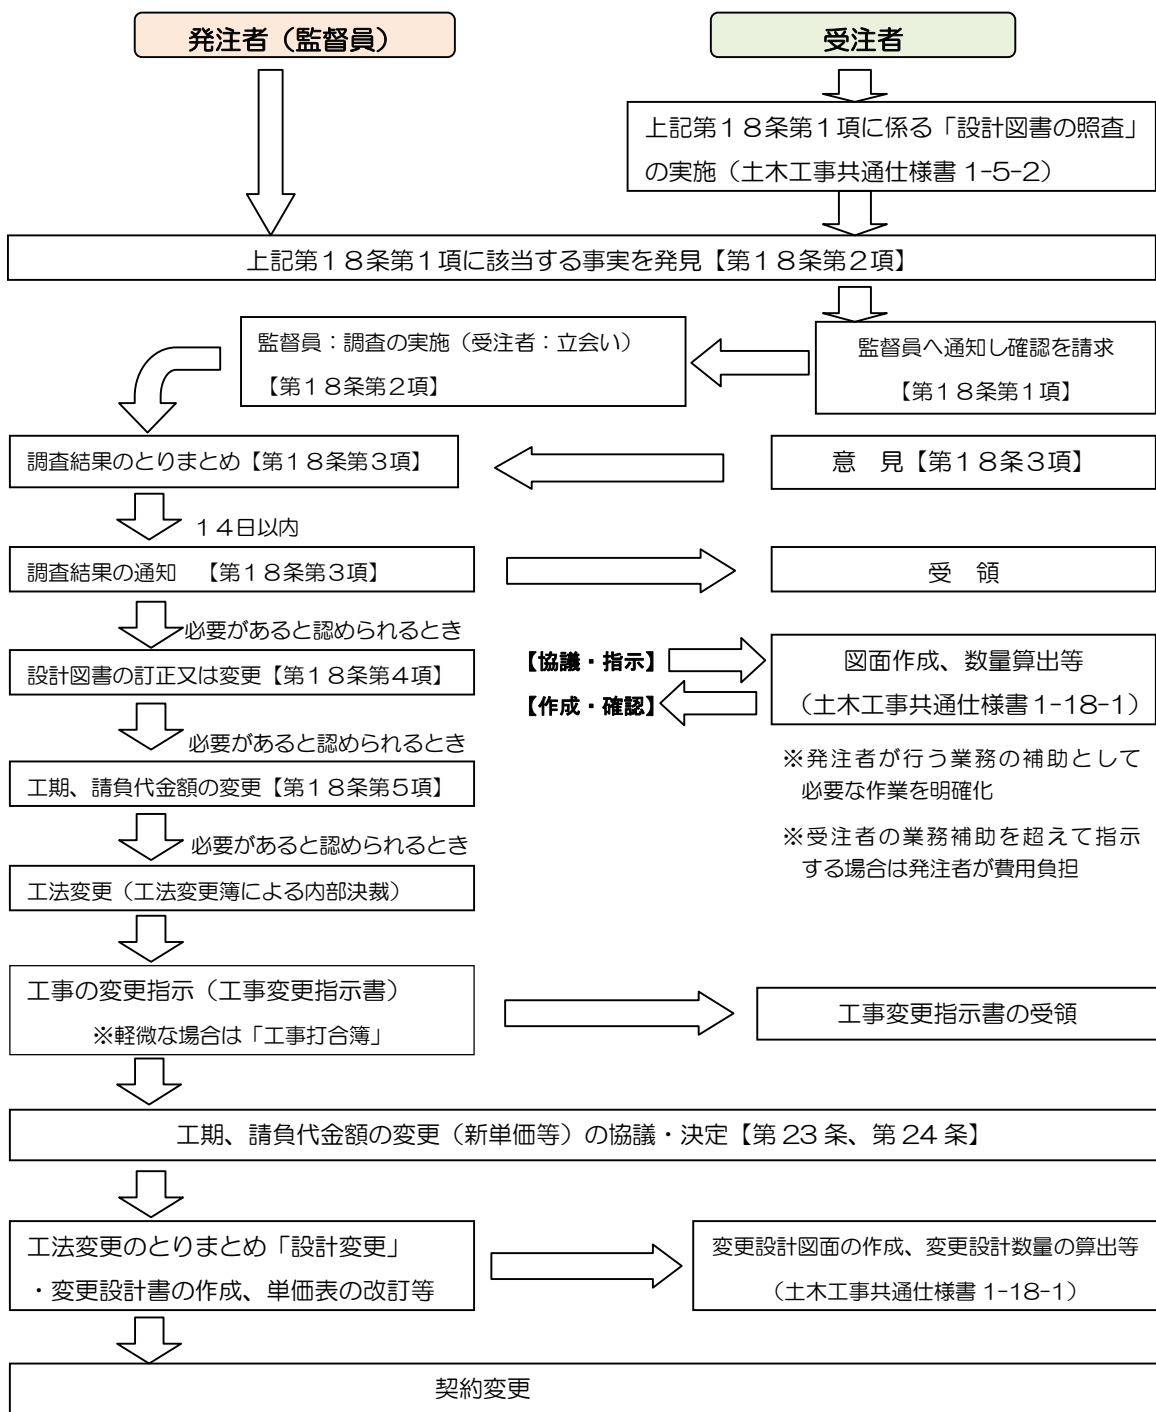 発注者（監督員）
受注者
上記第１８条第１項に係る「設計図書の照査」
の実施（土木工事共通仕様書 1-5-2）
上記第１８条第１項に該当する事実を発見【第１８条第２項】
監督員：調査の実施（受注者：立会い）
【第１８条第２項】
監督員へ通知し確認を請求
【第１８条第１項】
調査結果のとりまとめ【第１８条第３項】
意　見【第１８条３項】
１４日以内
調査結果の通知　【第１８条第３項】
受　領
必要があると認められるとき
設計図書の訂正又は変更【第１８条第４項】
【協議・指示】
【作成・確認】
図面作成、数量算出等
（土木工事共通仕様書 1-18-1）
必要があると認められるとき
※発注者が行う業務の補助として
必要な作業を明確化
工期、請負代金額の変更【第１８条第５項】
※受注者の業務補助を超えて指示
する場合は発注者が費用負担
必要があると認められるとき
工法変更（工法変更簿による内部決裁）
工事の変更指示（工事変更指示書）
※軽微な場合は「工事打合簿」
工事変更指示書の受領
工期、請負代金額の変更（新単価等）の協議・決定【第 23 条、第 24 条】
工法変更のとりまとめ「設計変更」
・変更設計書の作成、単価表の改訂等
変更設計図面の作成、変更設計数量の算出等
（土木工事共通仕様書 1-18-1）
契約変更